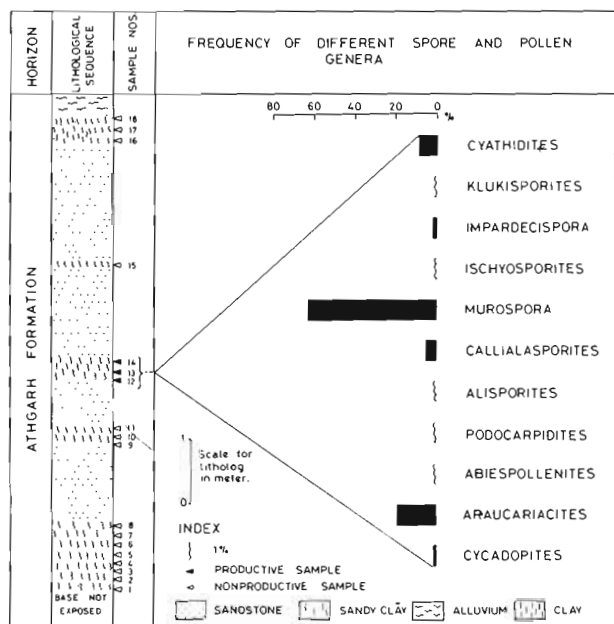 HORIZON
LITHOLOGICAL
SEQUENCE
SAMPLE NOS.
FREQUENCY OF DIFFERENT SPORE AND POLLEN
GENERA
80 60 40 20 0
%
ATHGARH FORMATION
18
17
16
15
14
13
12
11
10
9
8
7
6
5
4
3
2
1
BASE NOT
EXPOSED
CYATHIDITES
KLUKISPORITES
IMPARDECISPORA
ISCHYOSPORITES
MUROSPORA
CALLIALASPORITES
ALISPORITES
PODOCARPIDITES
ABIESPOLLENITES
ARAUCARIACITES
CYCADOPITES
1
Scale for
litholog
in meter.
0
INDEX
1%
PRODUCTIVE SAMPLE
NONPRODUCTIVE SAMPLE
SANDSTONE SANDY CLAY ALLUVIUM CLAY